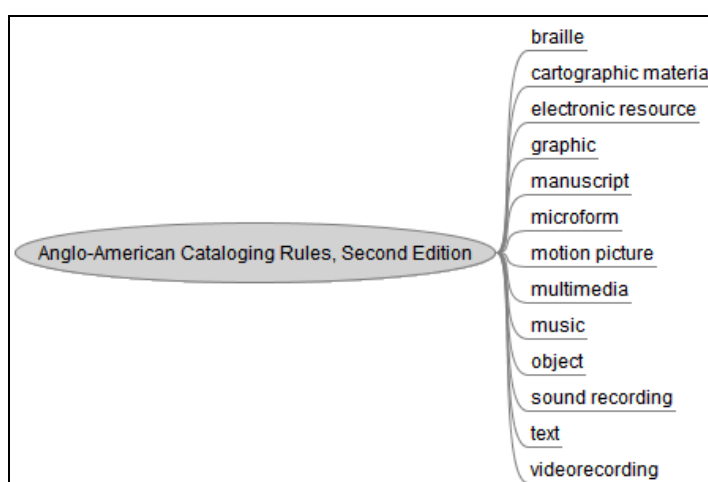 braille
cartographic materia
electronic resource
graphic
manuscript
microform
Anglo-American Cataloging Rules, Second Edition
motion picture
multimedia
music
object
sound recording
text
videorecording